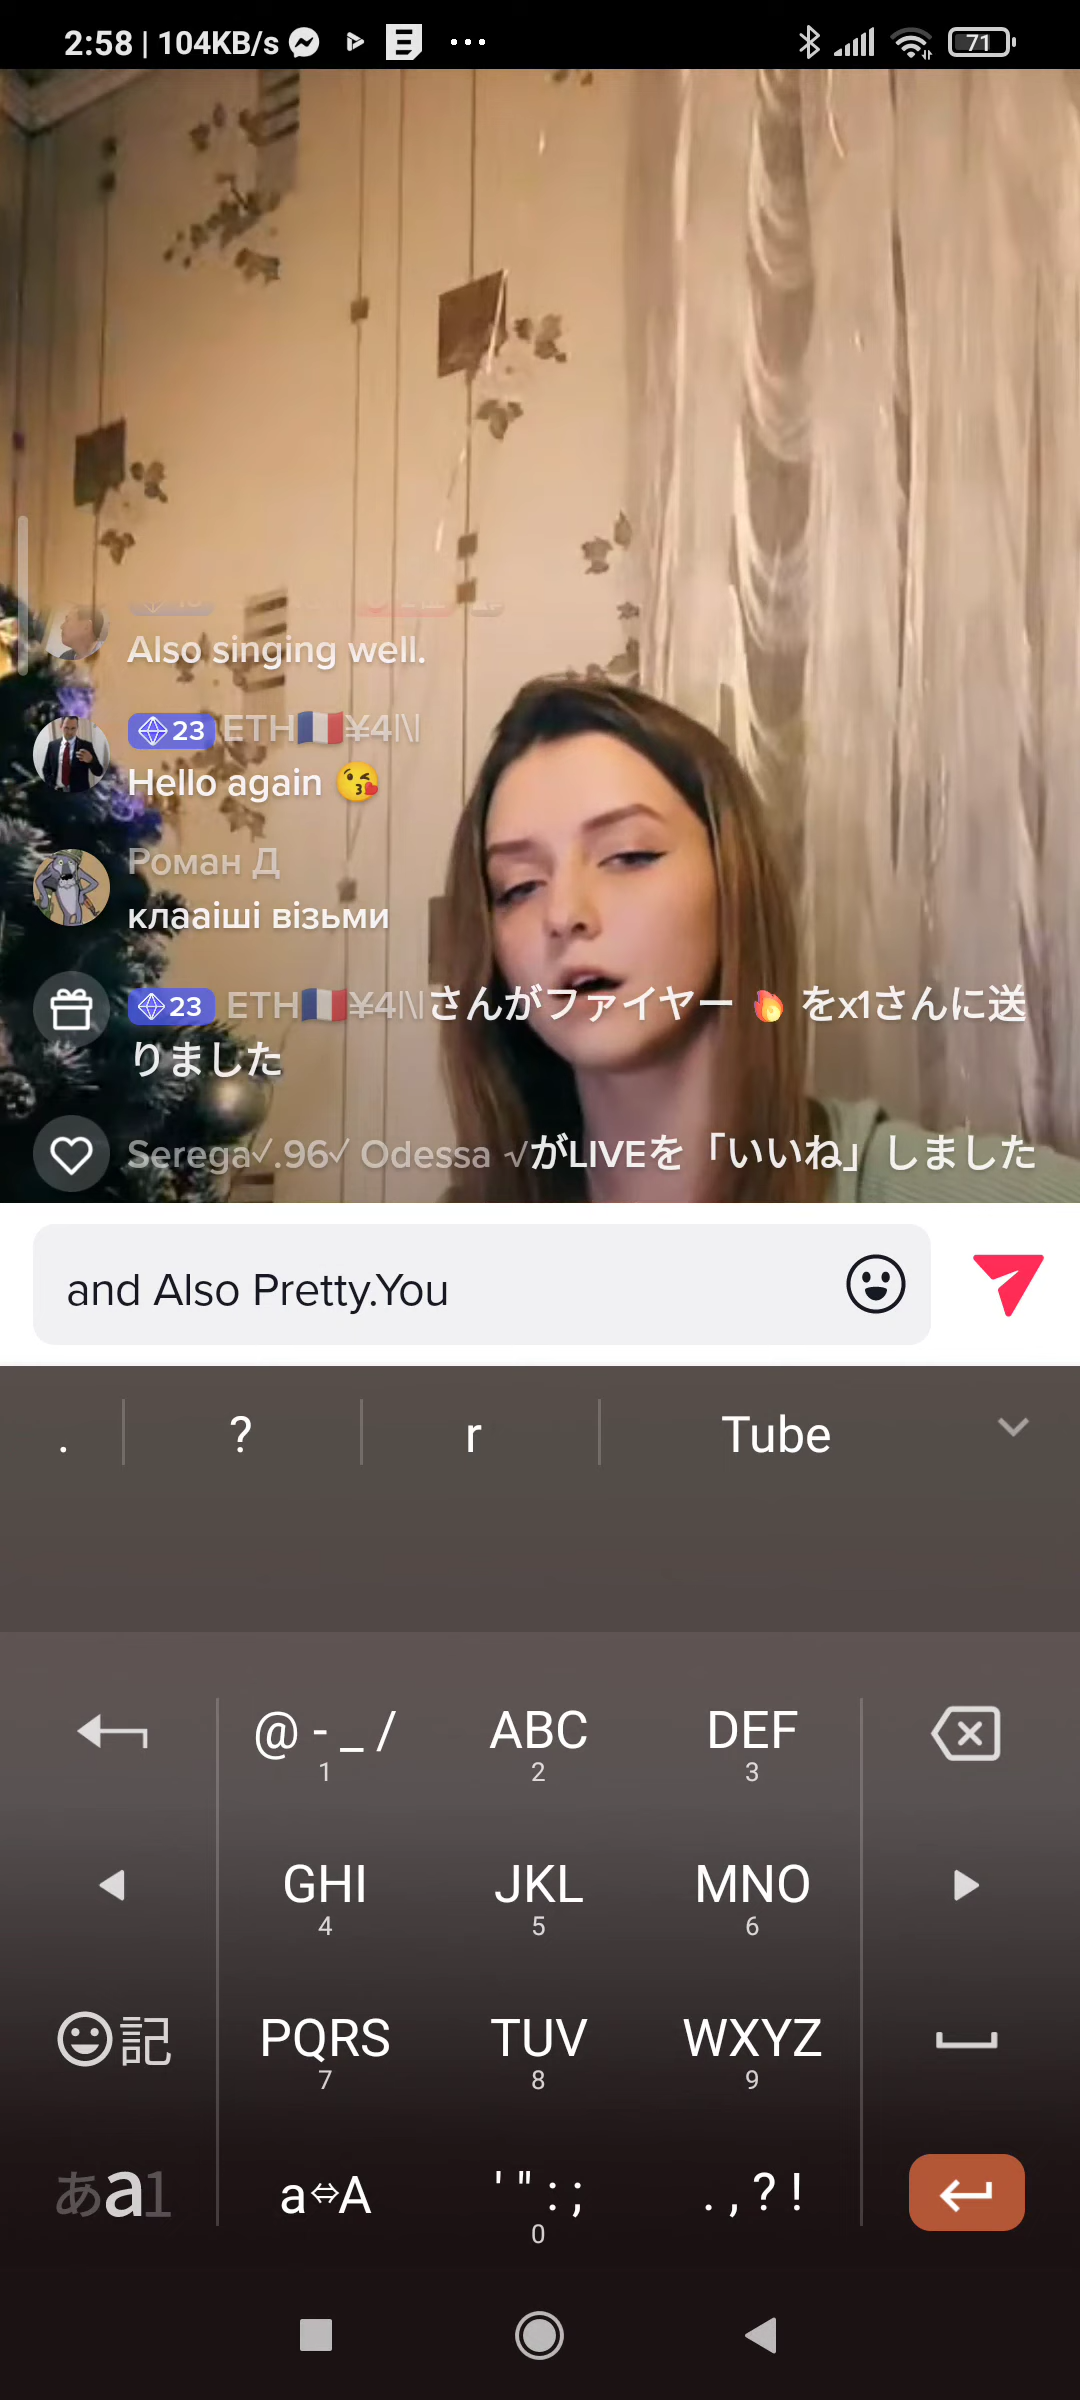 2:58 | 104KB/s
71
Also singing well.
23 ETH🇫🇷¥4|\|
Hello again 😘
Роман Д
клааіші візьми
23 ETH🇫🇷¥4|\|さんがファイヤー 🔥 をx1さんに送
りました
Serega✓.96✓ Odessa √がLIVEを「いいね」しました
and Also Pretty.You
. ? r Tube
@ - _ / ABC DEF
1 2 3
GHI JKL MNO
4 5 6
記 PQRS TUV WXYZ
7 8 9
あa1 a⇔A ' " : ; . , ? !
0